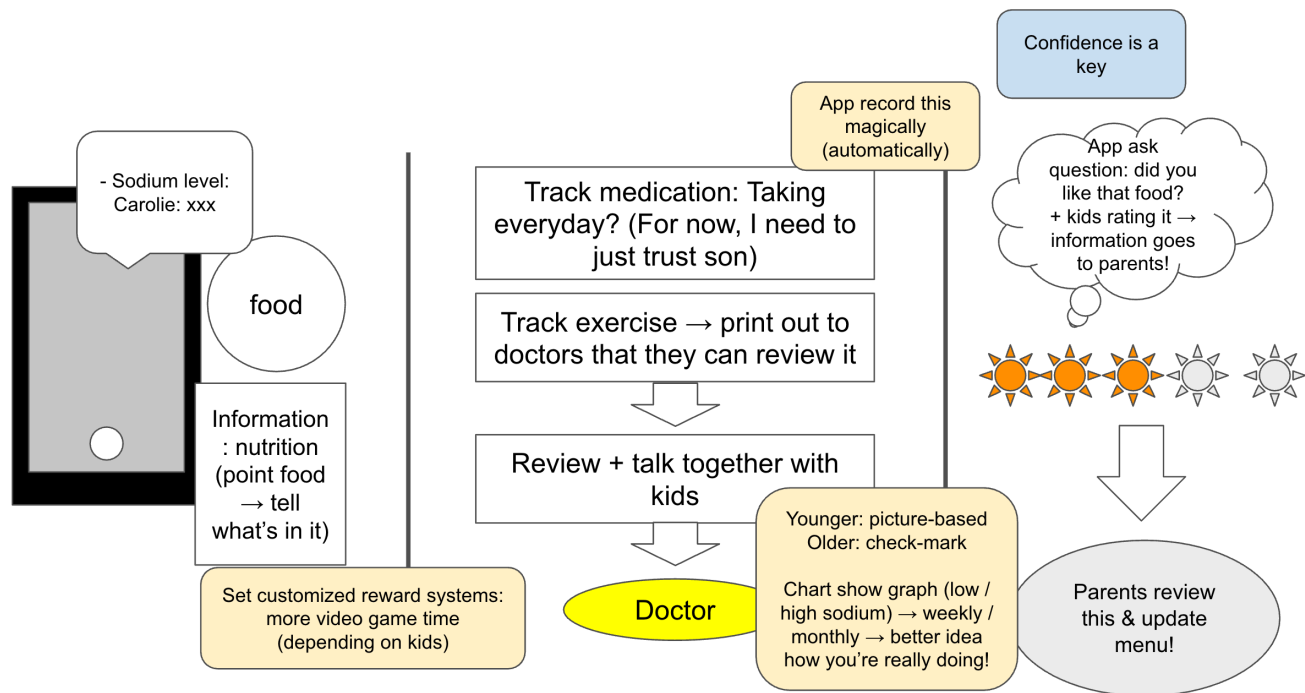 - Sodium level:
Carolie: xxx
food
Information
: nutrition
(point food
→ tell
what's in it)
Set customized reward systems:
more video game time
(depending on kids)
App record this
magically
(automatically)
Track medication: Taking
everyday? (For now, I need to
just trust son)
Track exercise → print out to
doctors that they can review it
Review + talk together with
kids
Doctor
Younger: picture-based
Older: check-mark
Chart show graph (low /
high sodium) → weekly /
monthly → better idea
how you're really doing!
Confidence is a
key
App ask
question: did you
like that food?
+ kids rating it →
information goes
to parents!
Parents review
this & update
menu!